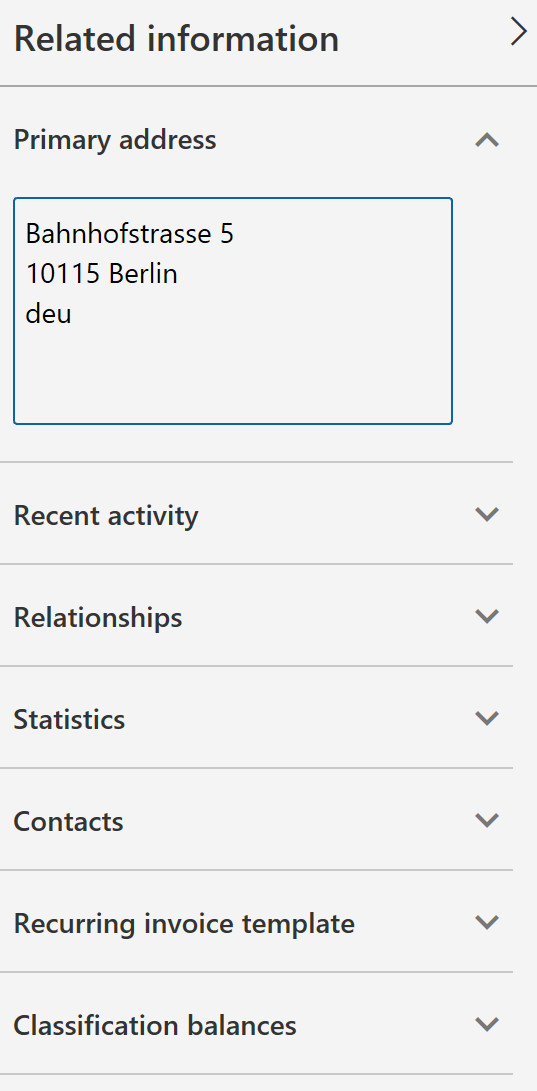 Related information
Primary address
Bahnhofstrasse 5
10115 Berlin
deu
Recent activity
Relationships
Statistics
Contacts
Recurring invoice template
Classification balances